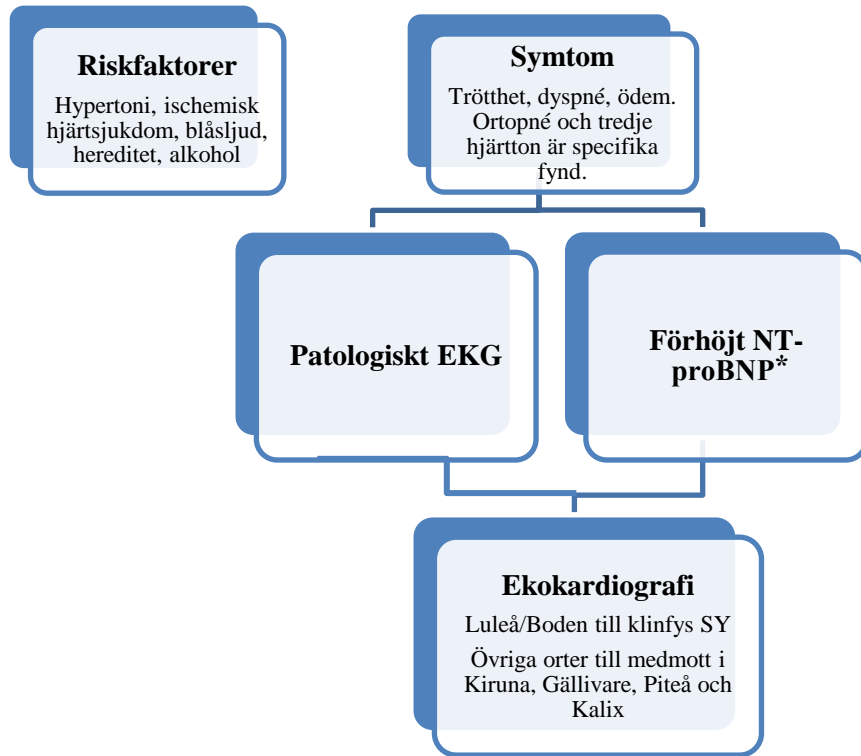 Riskfaktorer
Hypertoni, ischemisk
hjärtsjukdom, blåsljud,
hereditet, alkohol
Symtom
Trötthet, dyspné, ödem.
Ortopné och tredje
hjärtton är specifika
fynd.
Patologiskt EKG
Förhöjt NT-
proBNP*
Ekokardiografi
Luleå/Boden till klinfys SY
Övriga orter till medmott i
Kiruna, Gällivare, Piteå och
Kalix